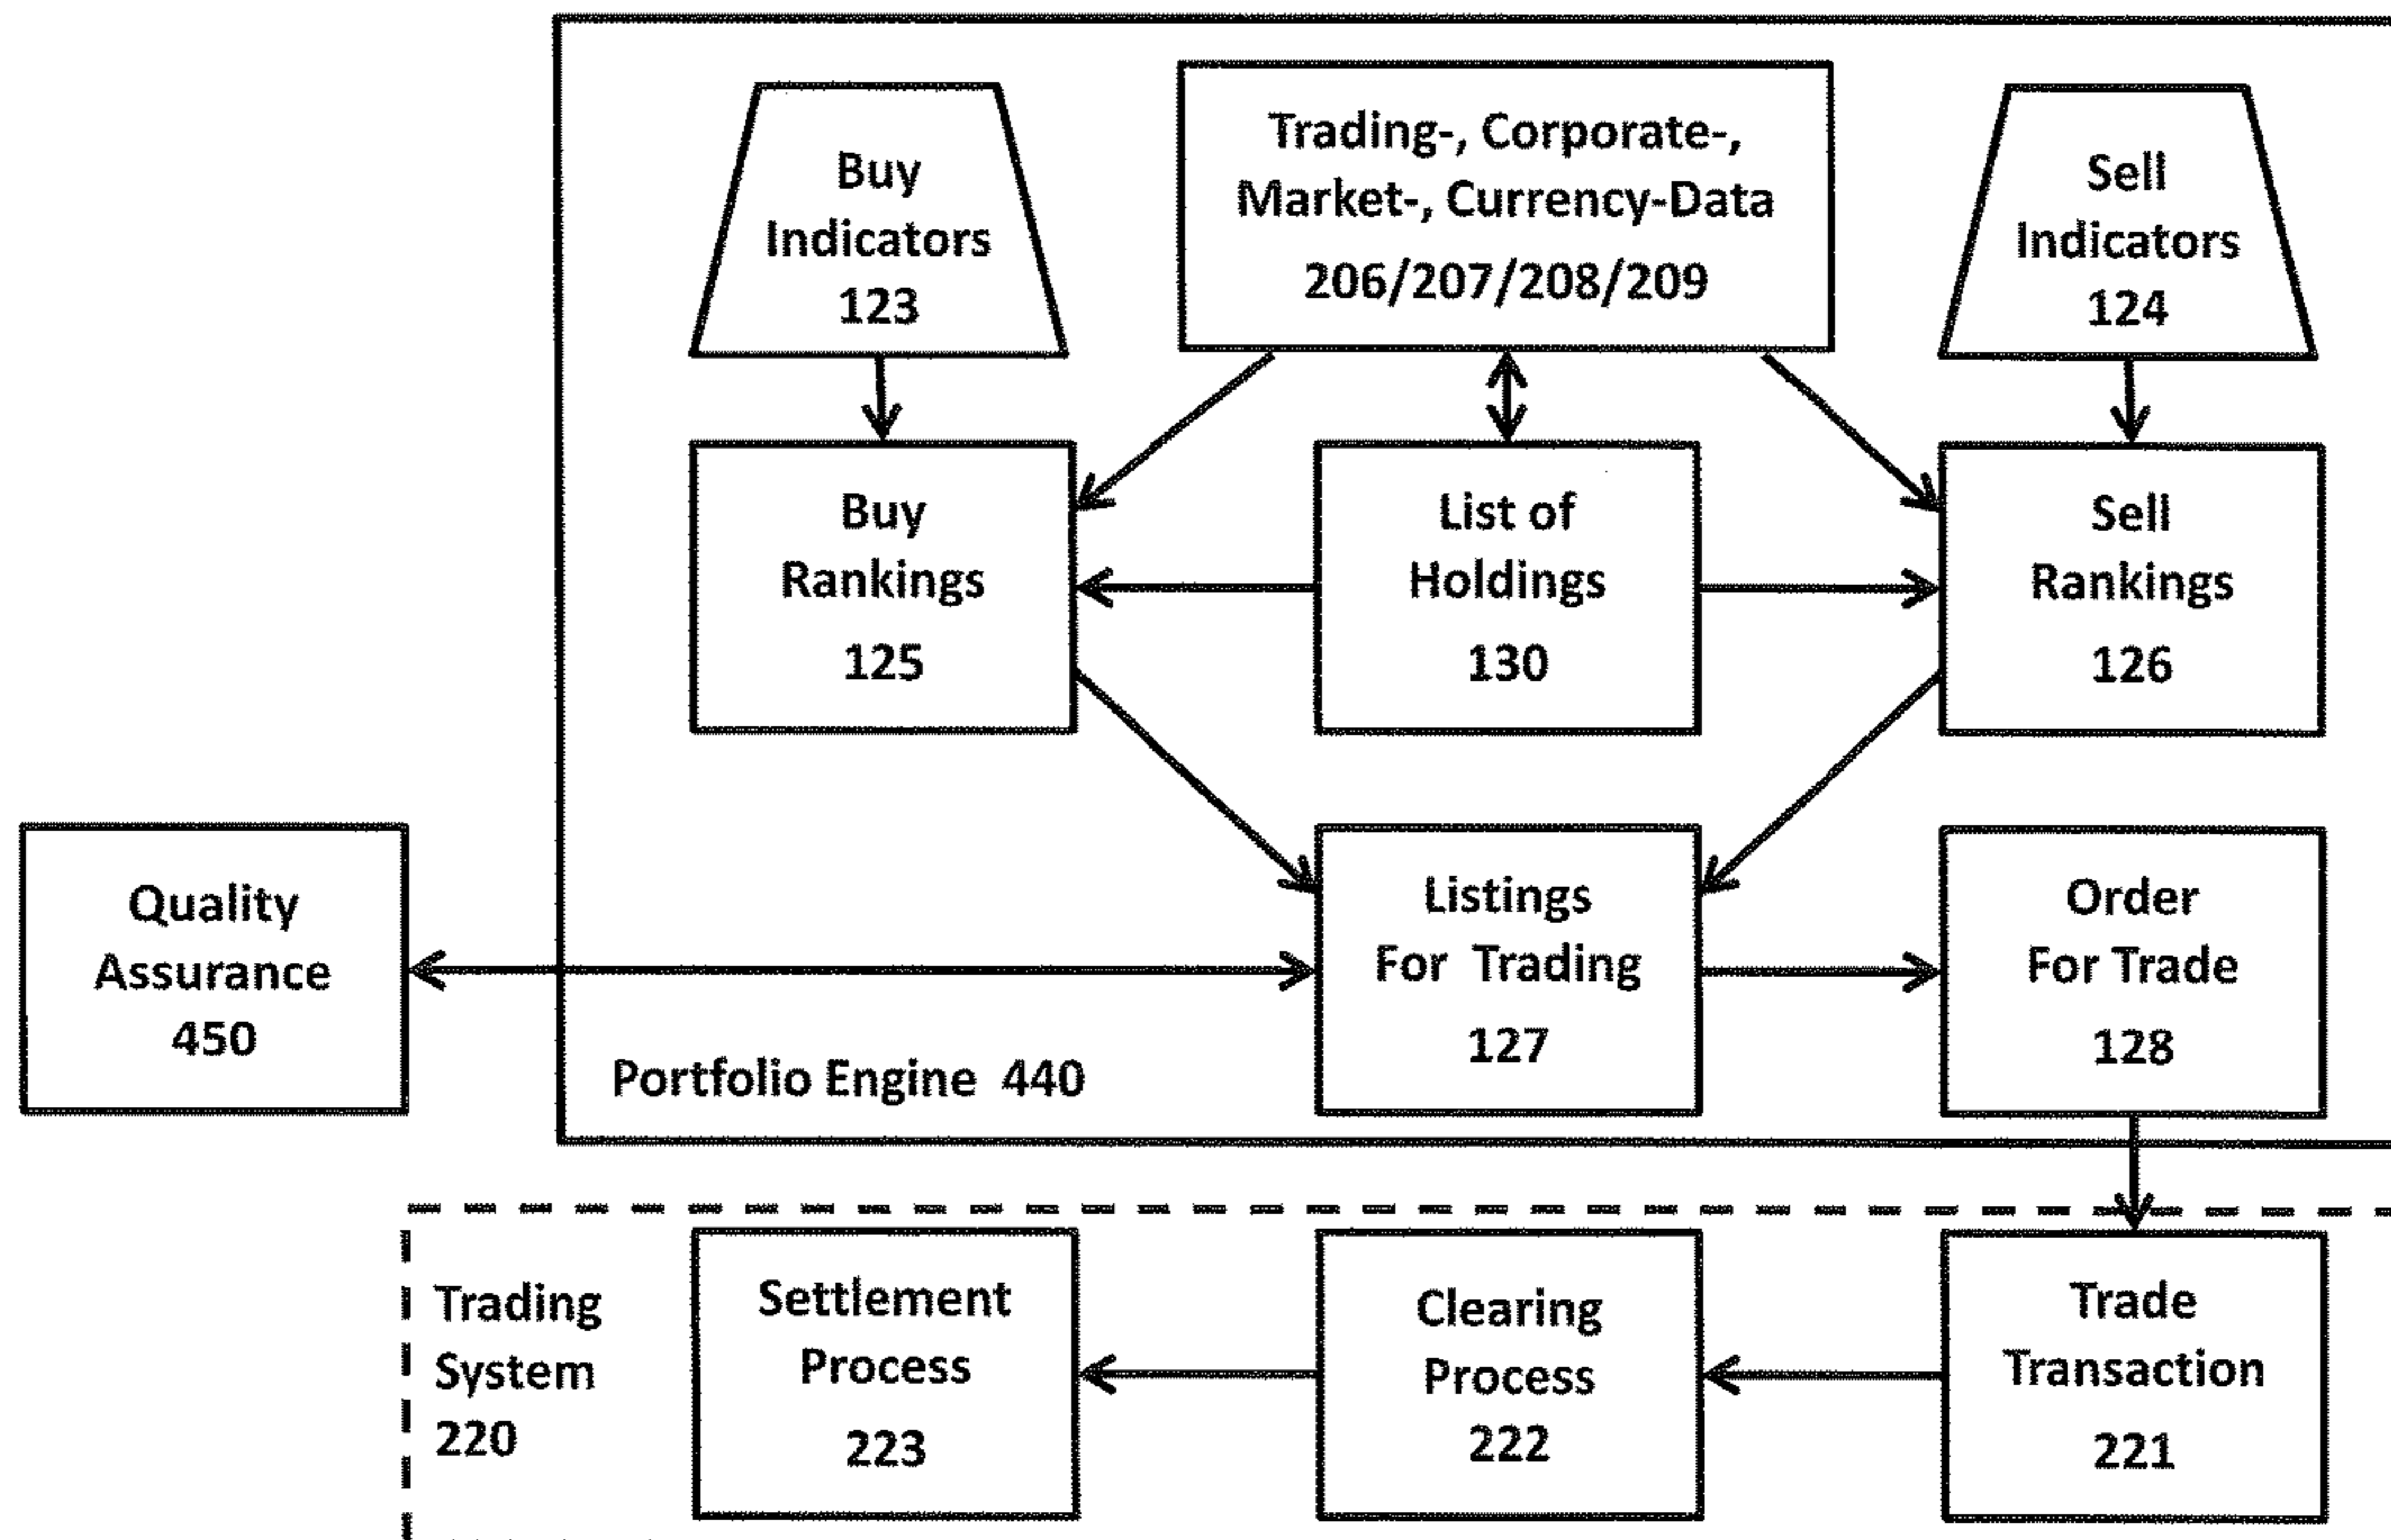 Buy
Indicators
123
Trading-, Corporate-,
Market-, Currency-Data
206/207/208/209
Sell
Indicators
124
Buy
Rankings
125
List of
Holdings
130
Sell
Rankings
126
Quality
Assurance
450
Listings
For Trading
127
Order
For Trade
128
Portfolio Engine 440
Trading
System
220
Settlement
Process
223
Clearing
Process
222
Trade
Transaction
221